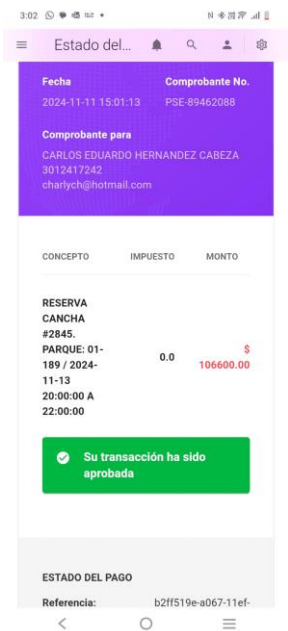 3:02
Estado del...
Fecha Comprobante No.
2024-11-11 15:01:13 PSE-89462088
Comprobante para
CARLOS EDUARDO HERNANDEZ CABEZA
3012417242
charlych@hotmail.com
CONCEPTO IMPUESTO MONTO
RESERVA
CANCHA
#2845.
PARQUE: 01-
189 / 2024-
11-13
20:00:00 A
22:00:00
0.0
$
106600.00
Su transacción ha sido
aprobada
ESTADO DEL PAGO
Referencia: b2ff519e-a067-11ef-